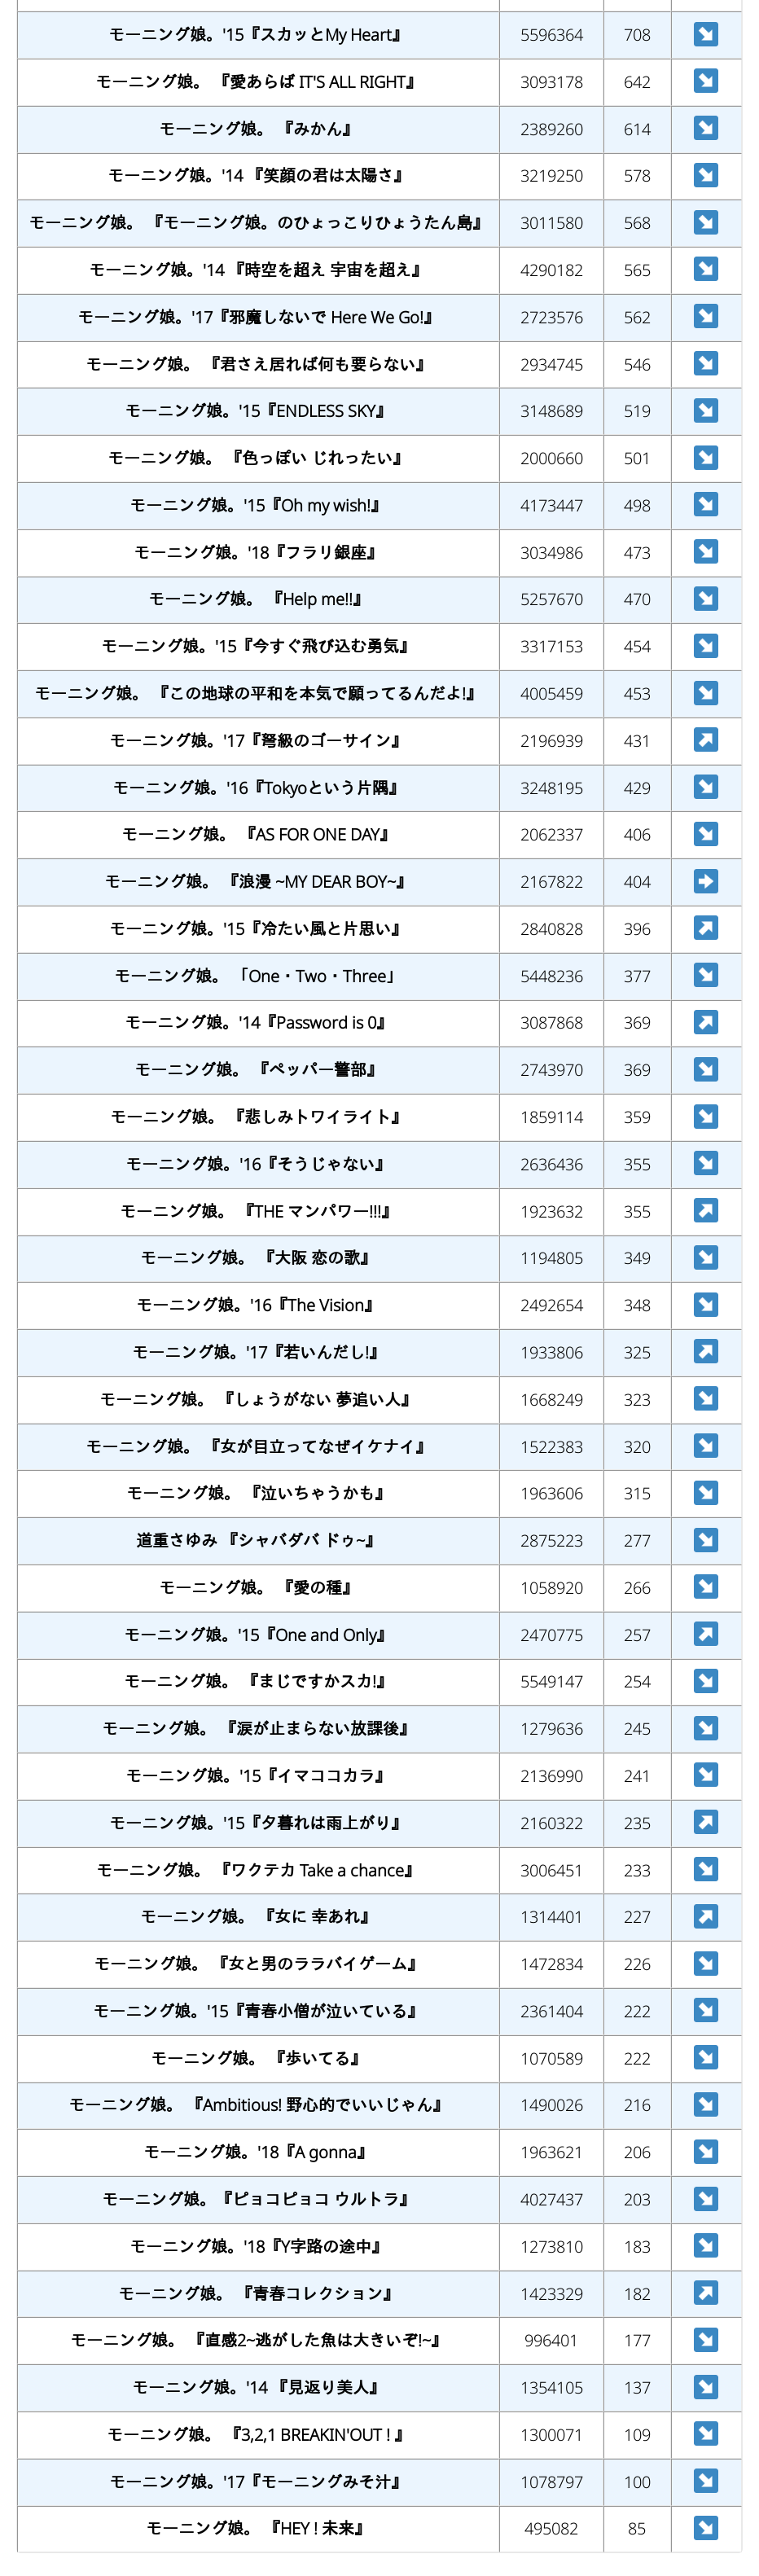 モーニング娘。'15『スカッとMy Heart』 5596364 708 ↘
モーニング娘。 『愛あらば IT'S ALL RIGHT』 3093178 642 ↘
モーニング娘。 『みかん』 2389260 614 ↘
モーニング娘。'14 『笑顔の君は太陽さ』 3219250 578 ↘
モーニング娘。 『モーニング娘。のひょっこりひょうたん島』 3011580 568 ↘
モーニング娘。'14 『時空を超え 宇宙を超え』 4290182 565 ↘
モーニング娘。'17『邪魔しないで Here We Go!』 2723576 562 ↘
モーニング娘。 『君さえ居れば何も要らない』 2934745 546 ↘
モーニング娘。'15『ENDLESS SKY』 3148689 519 ↘
モーニング娘。 『色っぽい じれったい』 2000660 501 ↘
モーニング娘。'15『Oh my wish!』 4173447 498 ↘
モーニング娘。'18『フラリ銀座』 3034986 473 ↘
モーニング娘。 『Help me!!』 5257670 470 ↘
モーニング娘。'15『今すぐ飛び込む勇気』 3317153 454 ↘
モーニング娘。 『この地球の平和を本気で願ってるんだよ!』 4005459 453 ↘
モーニング娘。'17『弩級のゴーサイン』 2196939 431 ↗
モーニング娘。'16『Tokyoという片隅』 3248195 429 ↘
モーニング娘。 『AS FOR ONE DAY』 2062337 406 ↘
モーニング娘。 『浪漫 ~MY DEAR BOY~』 2167822 404 ➡
モーニング娘。'15『冷たい風と片思い』 2840828 396 ↗
モーニング娘。 「One・Two・Three」 5448236 377 ↘
モーニング娘。'14『Password is 0』 3087868 369 ↗
モーニング娘。 『ペッパー警部』 2743970 369 ↘
モーニング娘。 『悲しみトワイライト』 1859114 359 ↘
モーニング娘。'16『そうじゃない』 2636436 355 ↘
モーニング娘。 『THE マンパワー!!!』 1923632 355 ↗
モーニング娘。 『大阪 恋の歌』 1194805 349 ↘
モーニング娘。'16『The Vision』 2492654 348 ↘
モーニング娘。'17『若いんだし!』 1933806 325 ↗
モーニング娘。 『しょうがない 夢追い人』 1668249 323 ↘
モーニング娘。 『女が目立ってなぜイケナイ』 1522383 320 ↘
モーニング娘。 『泣いちゃうかも』 1963606 315 ↘
道重さゆみ 『シャバダバ ドゥ~』 2875223 277 ↘
モーニング娘。 『愛の種』 1058920 266 ↘
モーニング娘。'15『One and Only』 2470775 257 ↗
モーニング娘。 『まじですかスカ!』 5549147 254 ↘
モーニング娘。 『涙が止まらない放課後』 1279636 245 ↘
モーニング娘。'15『イマココカラ』 2136990 241 ↘
モーニング娘。'15『夕暮れは雨上がり』 2160322 235 ↗
モーニング娘。 『ワクテカ Take a chance』 3006451 233 ↘
モーニング娘。 『女に 幸あれ』 1314401 227 ↗
モーニング娘。 『女と男のララバイゲーム』 1472834 226 ↘
モーニング娘。'15『青春小僧が泣いている』 2361404 222 ↘
モーニング娘。 『歩いてる』 1070589 222 ↘
モーニング娘。 『Ambitious! 野心的でいいじゃん』 1490026 216 ↘
モーニング娘。'18『A gonna』 1963621 206 ↘
モーニング娘。『ピョコピョコ ウルトラ』 4027437 203 ↘
モーニング娘。'18『Y字路の途中』 1273810 183 ↘
モーニング娘。 『青春コレクション』 1423329 182 ↗
モーニング娘。 『直感2~逃がした魚は大きいぞ!~』 996401 177 ↘
モーニング娘。'14 『見返り美人』 1354105 137 ↘
モーニング娘。 『3,2,1 BREAKIN'OUT ! 』 1300071 109 ↘
モーニング娘。'17『モーニングみそ汁』 1078797 100 ↘
モーニング娘。 『HEY ! 未来』 495082 85 ↘